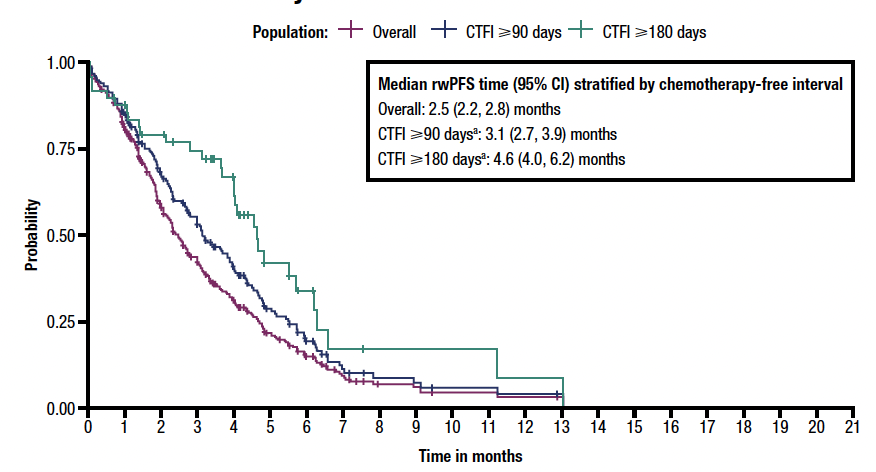 Population: Overall CTFI ≥90 days CTFI ≥180 days
Median rwPFS time (95% CI) stratified by chemotherapy-free interval
Overall: 2.5 (2.2, 2.8) months
CTFI ≥90 daysª: 3.1 (2.7, 3.9) months
CTFI ≥180 daysª: 4.6 (4.0, 6.2) months
Probability
1.00
0.75
0.50
0.25
0.00
0 1 2 3 4 5 6 7 8 9 10 11 12 13 14 15 16 17 18 19 20 21
Time in months